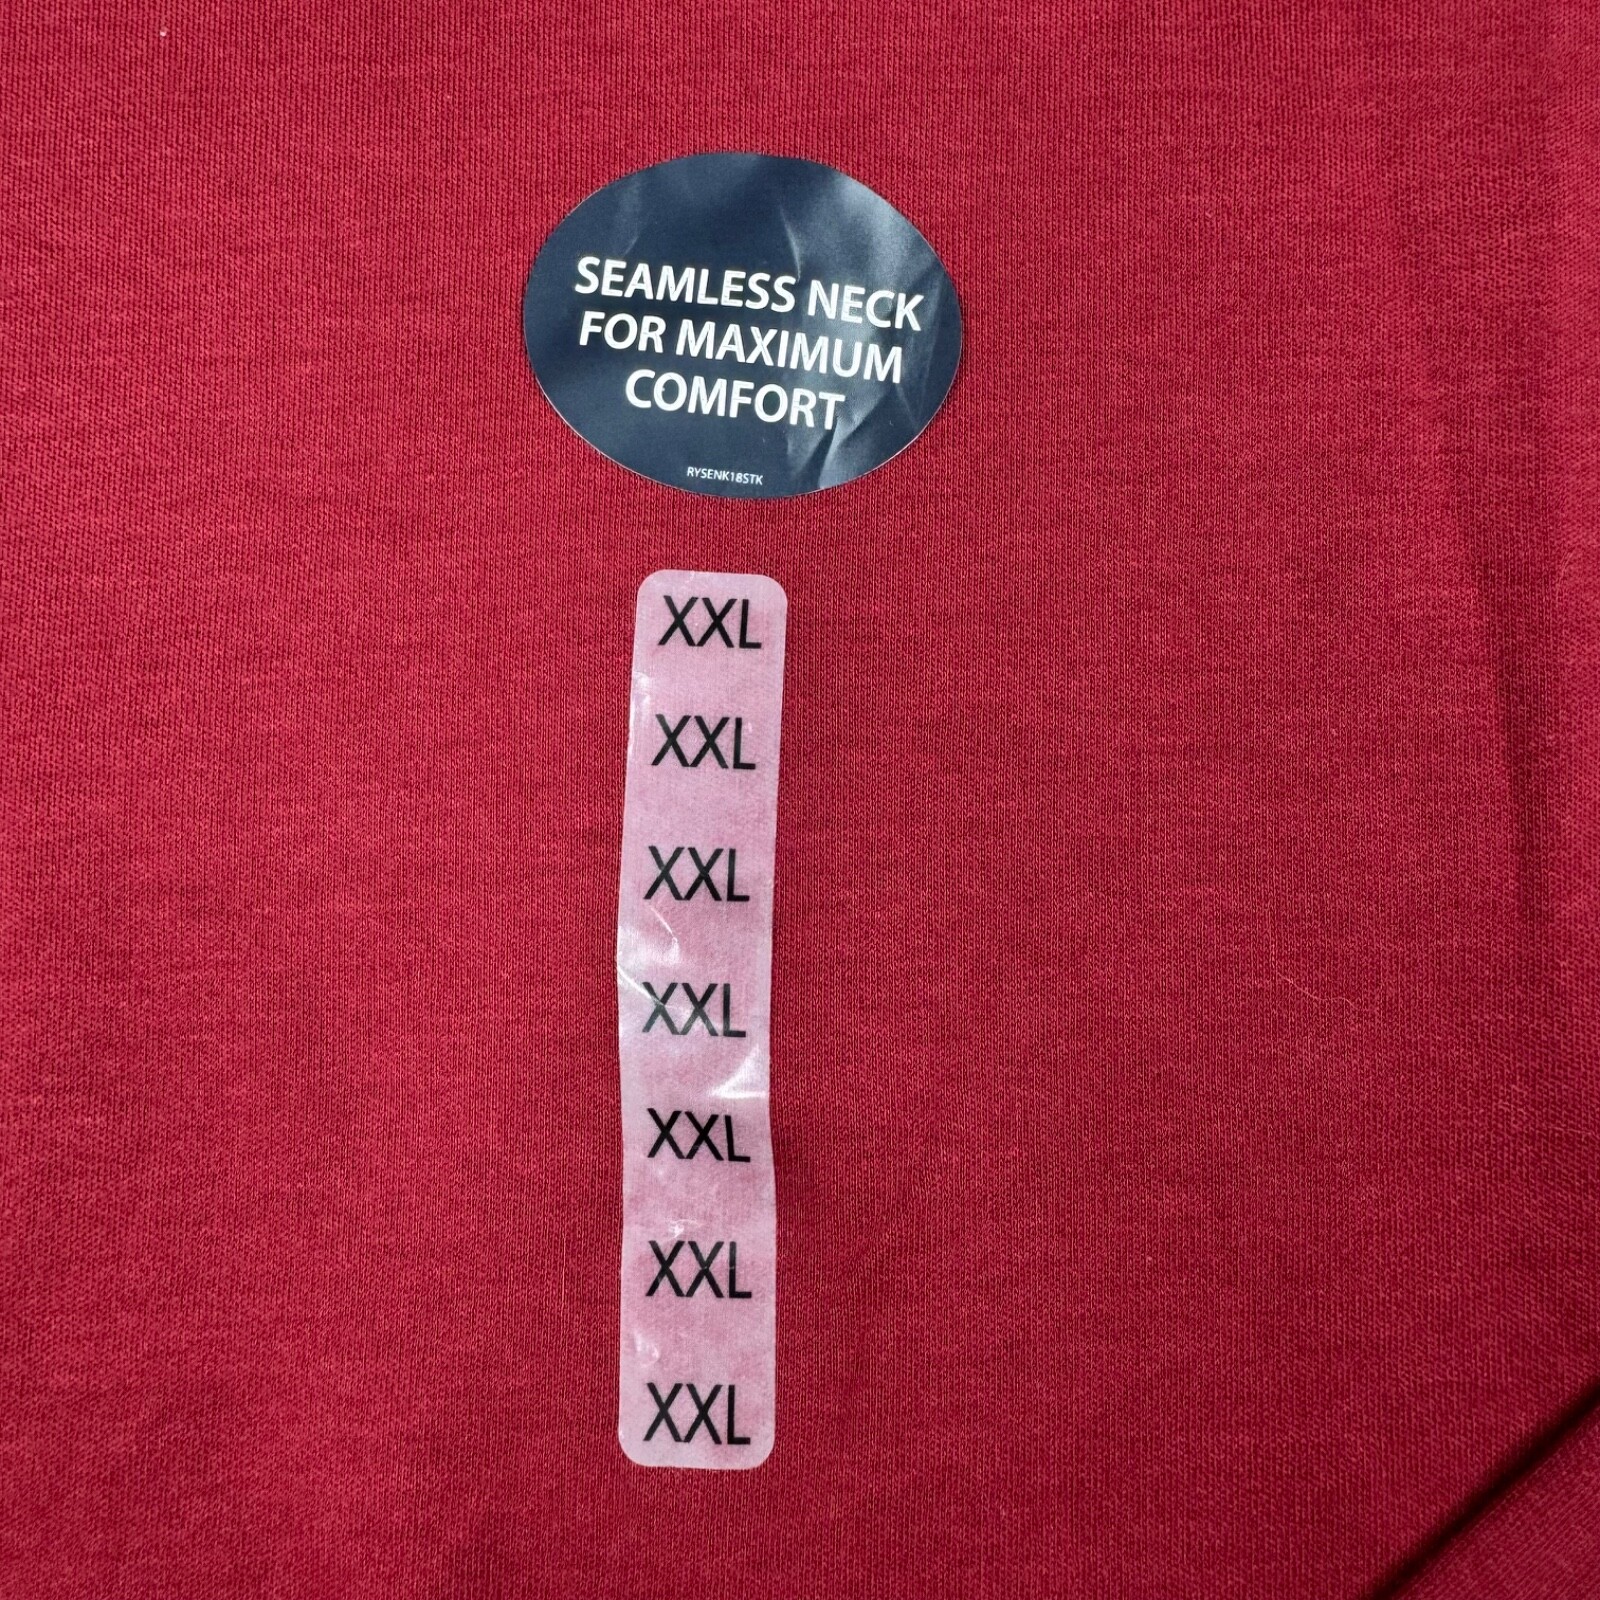 SEAMLESS NECK
FOR MAXIMUM
COMFORT
RYSENK18STK
XXL
XXL
XXL
XXL
XXL
XXL
XXL